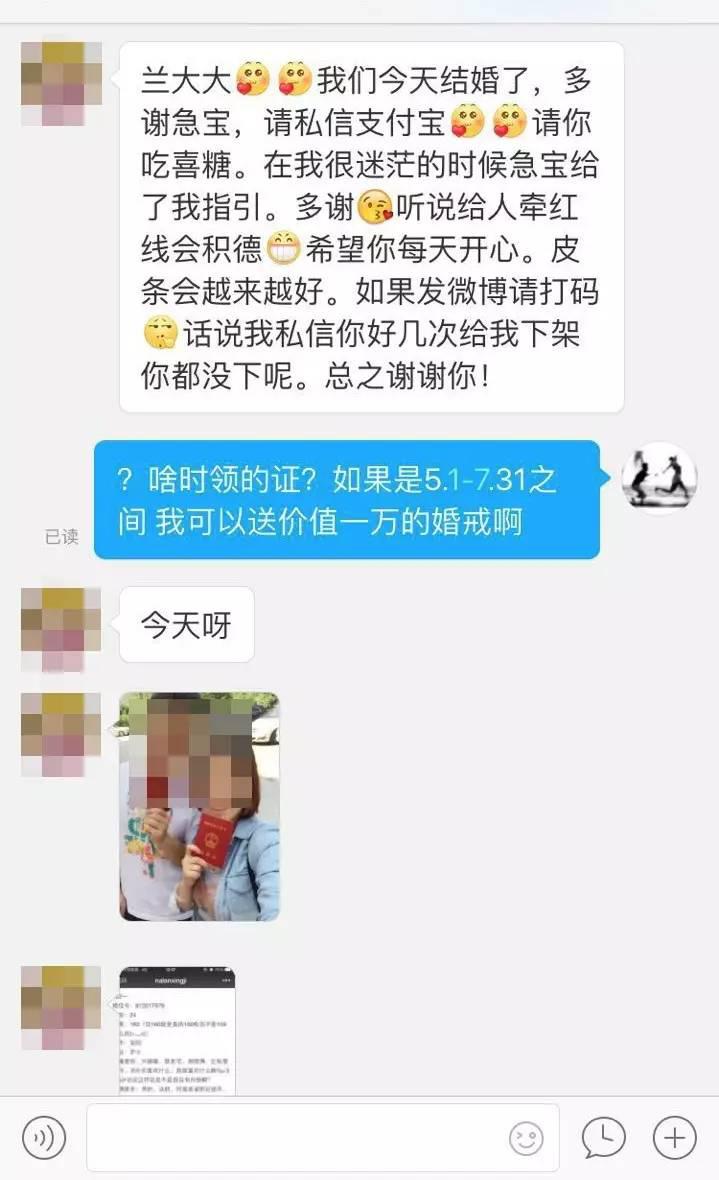 兰大大我们今天结婚了，多
谢急宝，请私信支付宝请你
吃喜糖。在我很迷茫的时候急宝给
了我指引。多谢听说给人牵红
线会积德希望你每天开心。皮
条会越来越好。如果发微博请打码
话说我私信你好几次给我下架
你都没下呢。总之谢谢你！
？啥时领的证？如果是5.1-7.31之
间 我可以送价值一万的婚戒啊
已读
今天呀
nalanxingji